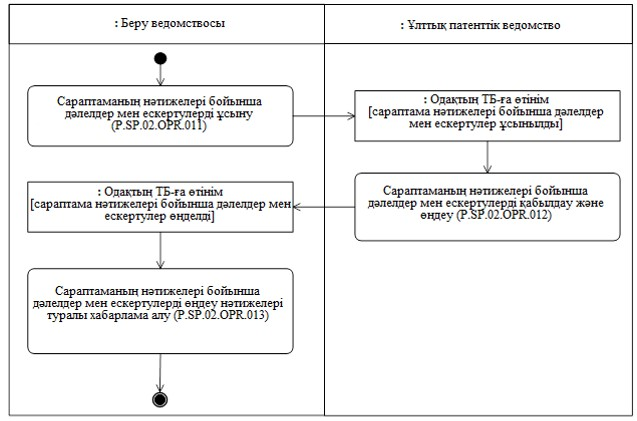 : Беру ведомствосы
: Ұлттық патенттік ведомство
Сараптаманың нәтижелері бойынша
дәлелдер мен ескертулерді ұсыну
(P.SP.02.OPR.011)
: Одақтың ТБ-ға өтінім
[сараптама нәтижелері бойынша дәлелдер
мен ескертулер ұсынылды]
Сараптаманың нәтижелері бойынша
дәлелдер мен ескертулерді қабылдау және
өңдеу (P.SP.02.OPR.012)
: Одақтың ТБ-ға өтінім
[сараптама нәтижелері бойынша дәлелдер мен
ескертулер өңделді]
Сараптаманың нәтижелері бойынша
дәлелдер мен ескертулерді өңдеу нәтижелері
туралы хабарлама алу (P.SP.02.OPR.013)